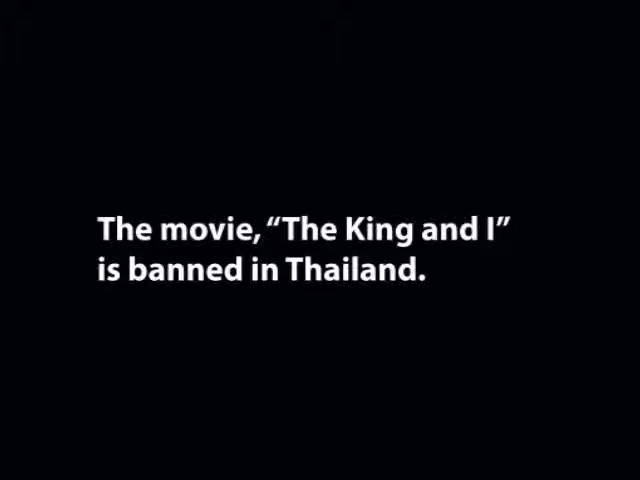 The movie, “The King and I”
is banned in Thailand.